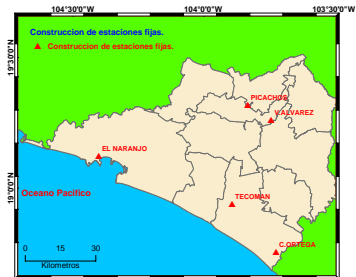 104°30'0"W
104°0'0"W
103°30'0"W
19°30'0"N
Construccion de estaciones fijas.
Construccion de estaciones fijas.
PICACHOS
V.ALVAREZ
EL NARANJO
19°0'0"N
Oceano Pacifico
TECOMAN
C.ORTEGA
0 15 30
Kilometros